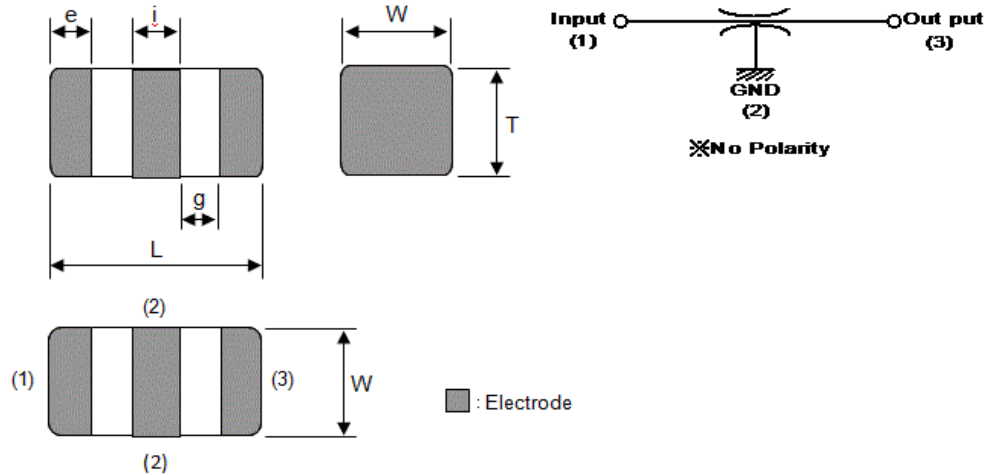 e
i
W
T
g
L
(2)
(1)
(3)
W
(2)
: Electrode
Input
(1)
Out put
(3)
GND
(2)
※No Polarity